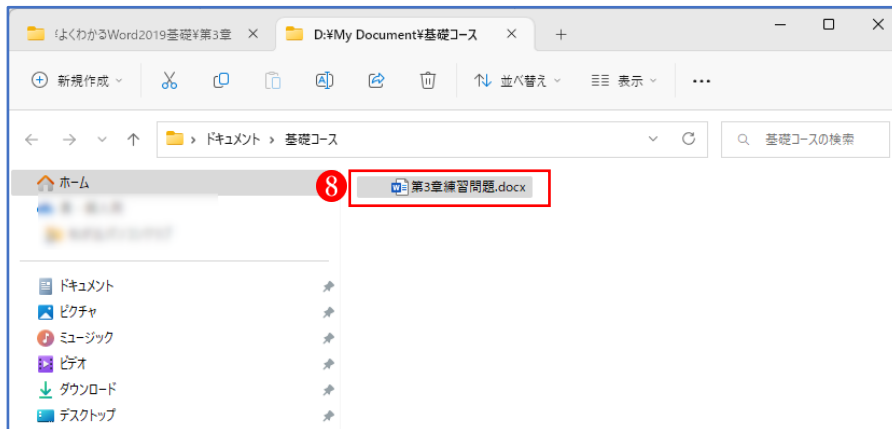 よくわかるWord2019基礎¥第3章
D:¥My Document¥基礎コース
新規作成
並べ替え
表示
ドキュメント › 基礎コース
基礎コースの検索
ホーム
8 第3章練習問題.docx
ドキュメント
ピクチャ
ミュージック
ビデオ
ダウンロード
デスクトップ